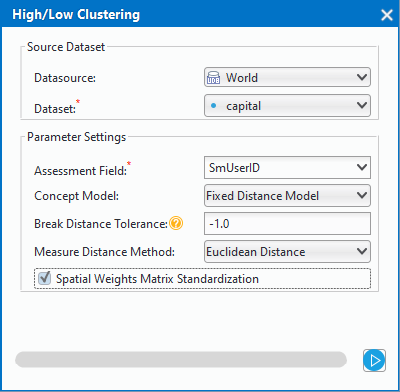 High/Low Clustering
Source Dataset
Datasource: World
Dataset:* capital
Parameter Settings
Assessment Field:* SmUserID
Concept Model: Fixed Distance Model
Break Distance Tolerance: ? -1.0
Measure Distance Method: Euclidean Distance
Spatial Weights Matrix Standardization